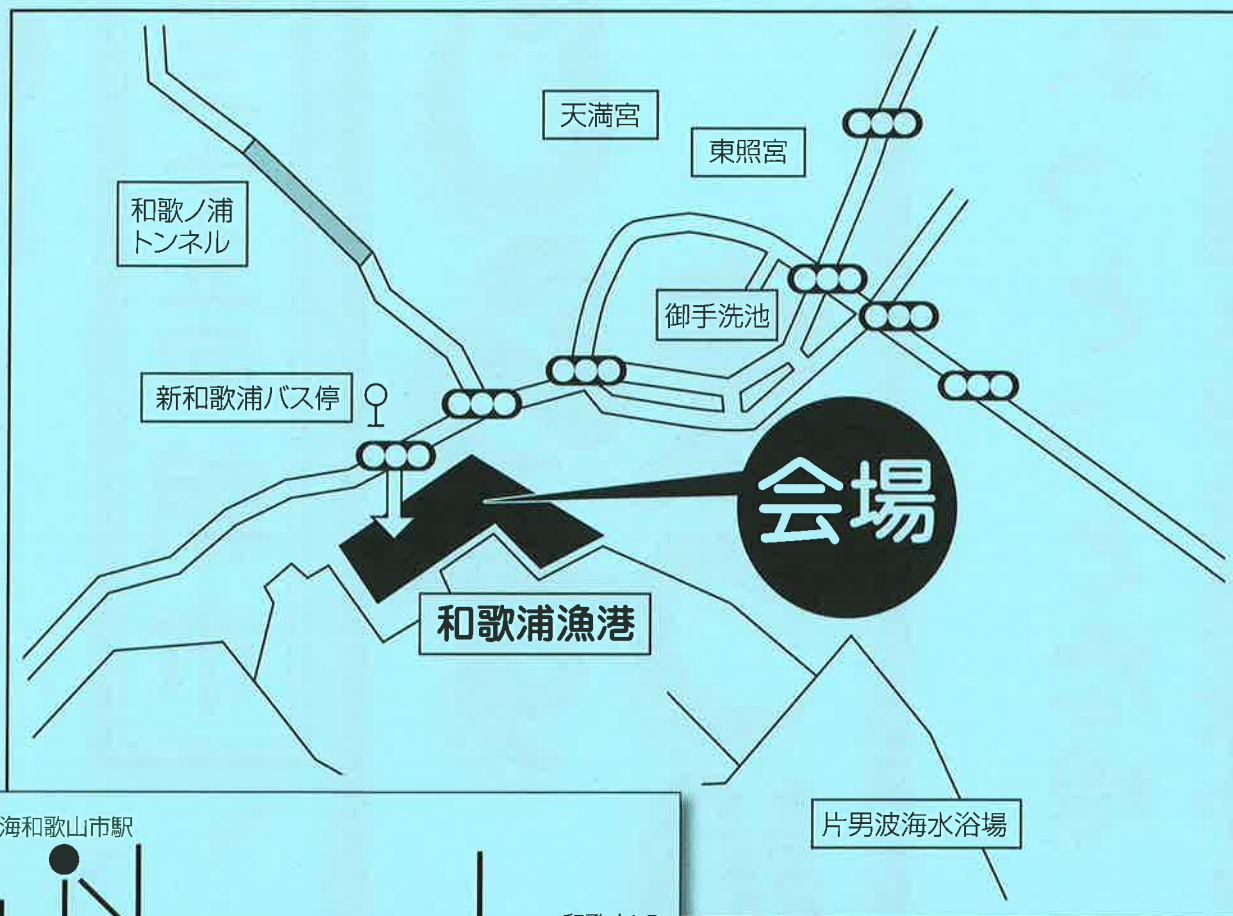 天満宮
東照宮
和歌ノ浦
トンネル
御手洗池
新和歌浦バス停
会場
和歌浦漁港
片男波海水浴場
海和歌山市駅